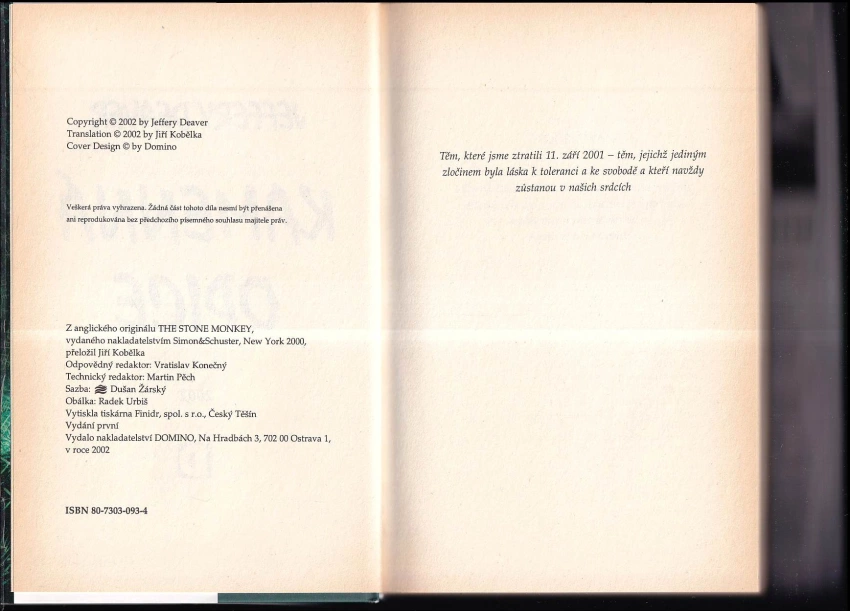 Copyright © 2002 by Jeffery Deaver
Translation © 2002 by Jiří Kobělka
Cover Design © by Domino
Veškerá práva vyhrazena. Žádná část tohoto díla nesmí být přenášena
ani reprodukována bez předchozího písemného souhlasu majitele práv.
Z anglického originálu THE STONE MONKEY,
vydaného nakladatelstvím Simon&Schuster, New York 2000,
přeložil Jiří Kobělka
Odpovědný redaktor: Vratislav Konečný
Technický redaktor: Martin Pěch
Sazba: Dušan Žárský
Obálka: Radek Urbiš
Vytiskla tiskárna Finidr, spol. s r.o., Český Těšín
Vydání první
Vydalo nakladatelství DOMINO, Na Hradbách 3, 702 00 Ostrava 1,
v roce 2002
ISBN 80-7303-093-4
Těm, které jsme ztratili 11. září 2001 – těm, jejichž jediným
zločinem byla láska k toleranci a ke svobodě a kteří navždy
zůstanou v našich srdcích